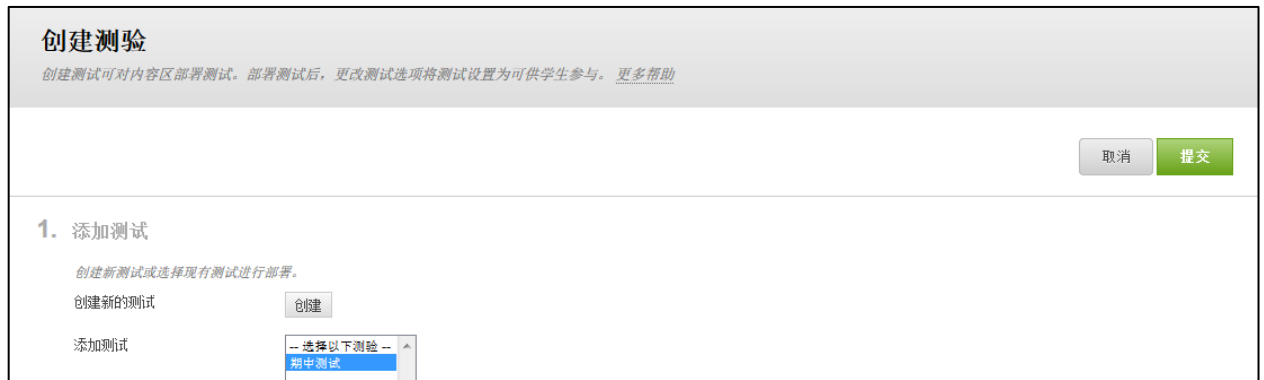 创建测验
创建测试可对内容区部署测试。部署测试后，更改测试选项将测试设置为可供学生参与。 更多帮助
取消 提交
1. 添加测试
创建新测试或选择现有测试进行部署。
创建新的测试 创建
添加测试 -- 选择以下测验 --
期中测试